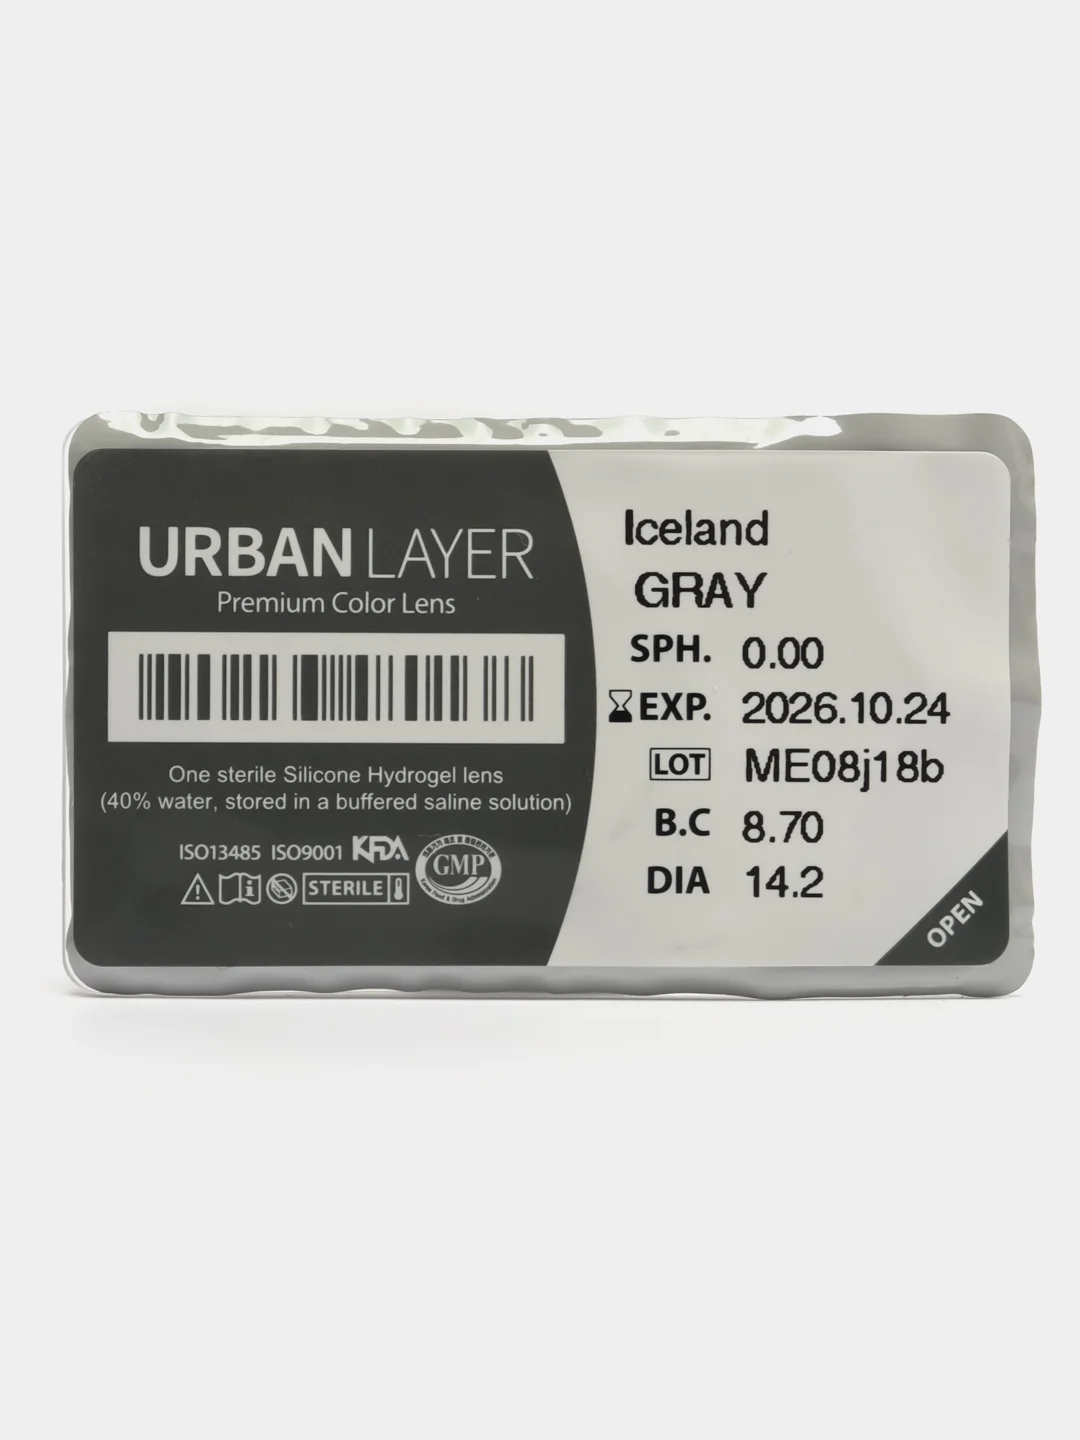 URBAN LAYER
Premium Color Lens
One sterile Silicone Hydrogel lens
(40% water, stored in a buffered saline solution)
ISO13485 ISO9001 KFDA
GMP
STERILE
Iceland
GRAY
SPH. 0.00
EXP. 2026.10.24
LOT ME08j18b
B.C 8.70
DIA 14.2
OPEN